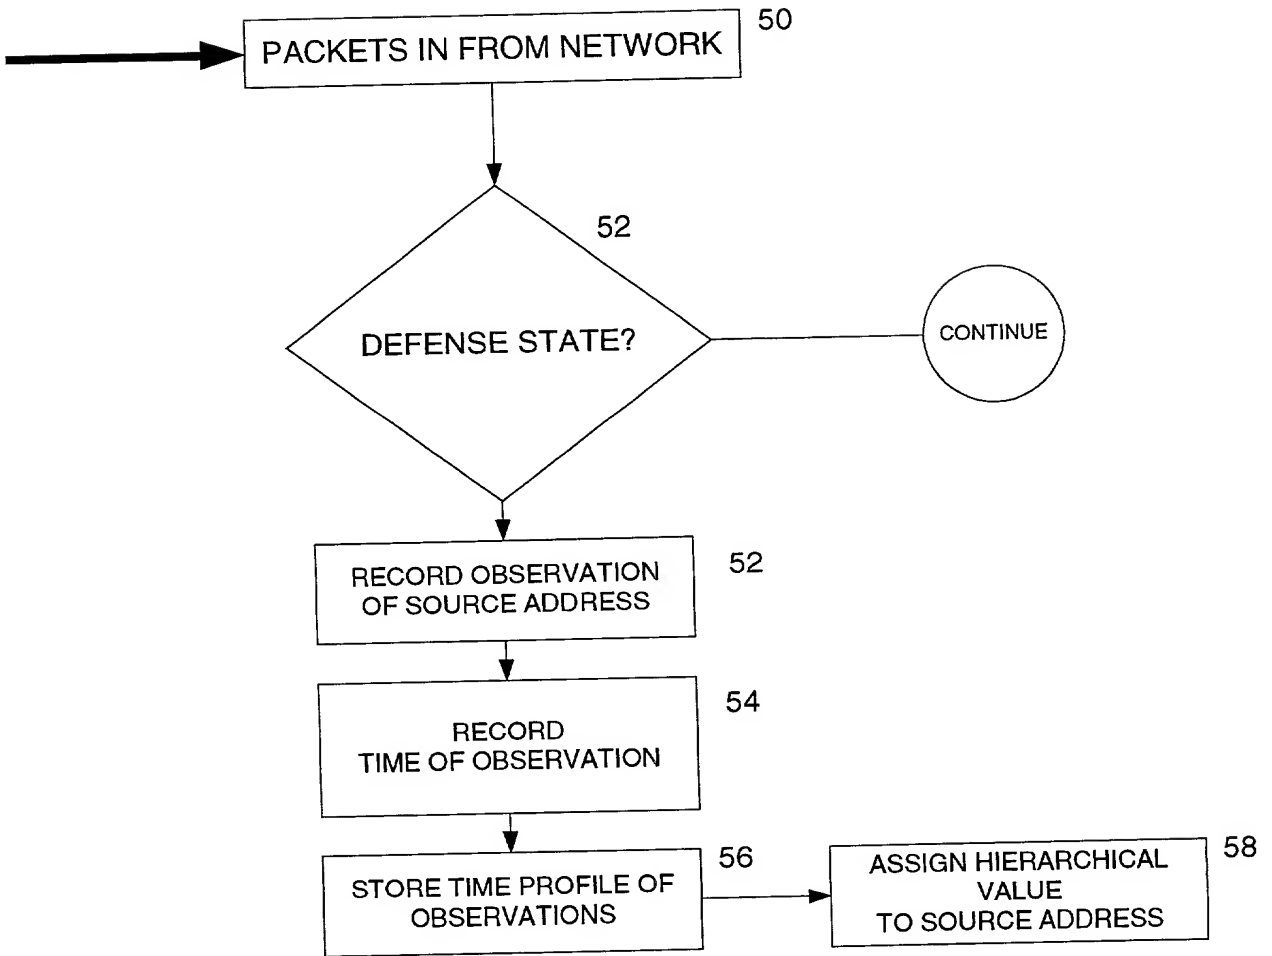 PACKETS IN FROM NETWORK
50
52
DEFENSE STATE?
CONTINUE
RECORD OBSERVATION
OF SOURCE ADDRESS
52
RECORD
TIME OF OBSERVATION
54
STORE TIME PROFILE OF
OBSERVATIONS
56
ASSIGN HIERARCHICAL
VALUE
TO SOURCE ADDRESS
58